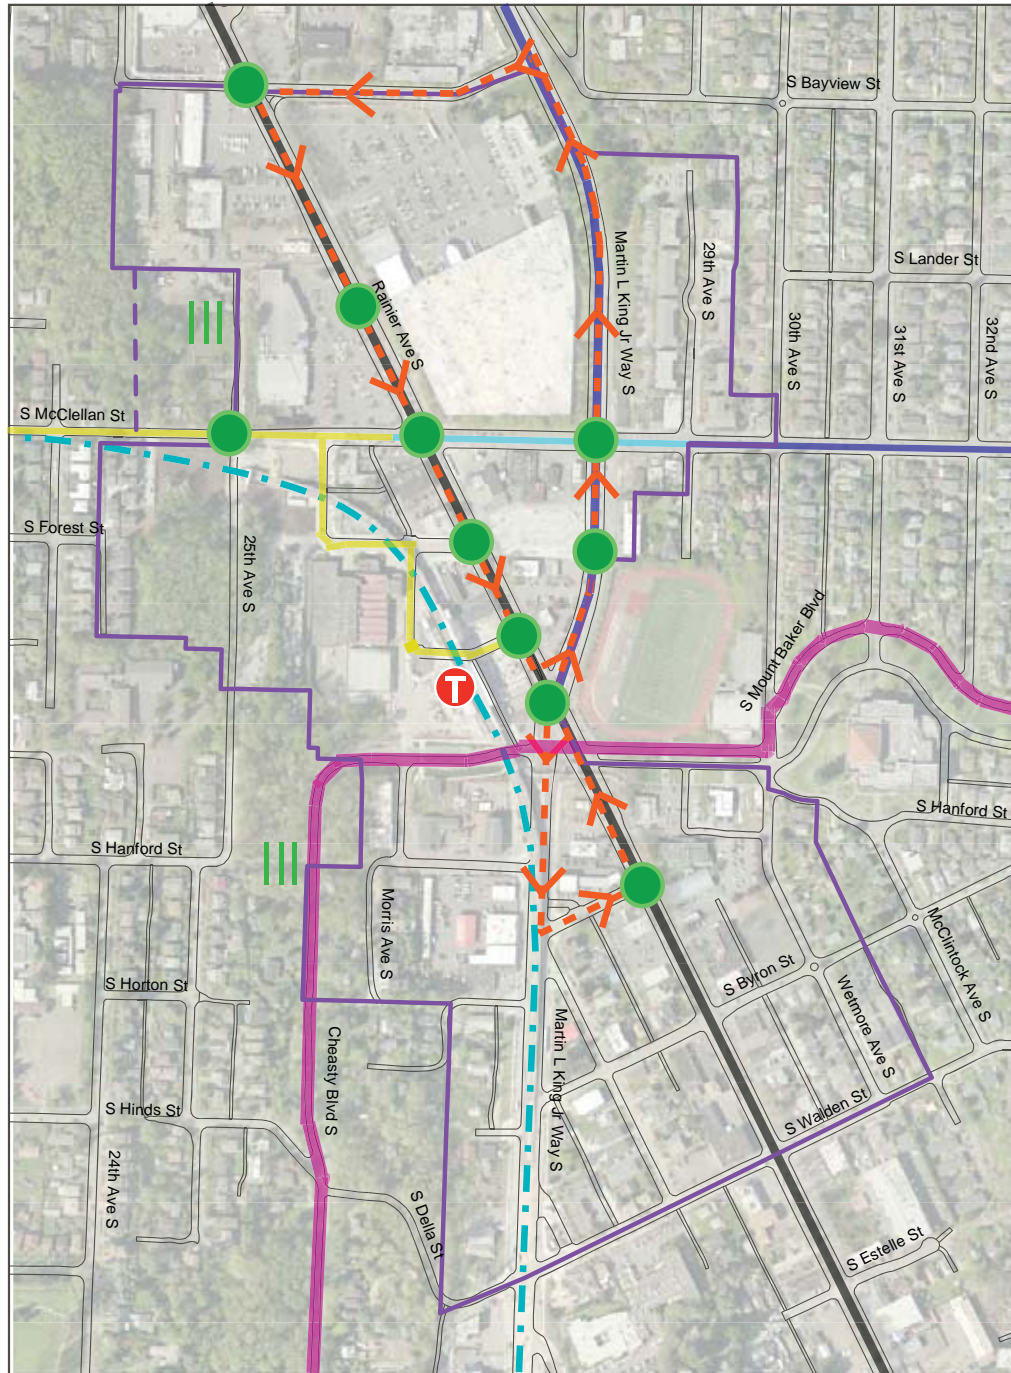 S Bayview St
S Lander St
29th Ave S
Martin L King Jr Way S
Rainier Ave S
30th Ave S
31st Ave S
32nd Ave S
S McClellan St
S Forest St
25th Ave S
S Mount Baker Blvd
T
S Hanford St
S Hanford St
Morris Ave S
McClintock Ave S
S Byron St
Wetmore Ave S
S Horton St
Martin L King Jr Way S
Cheasty Blvd S
S Hinds St
S Walden St
24th Ave S
S Della St
S Estelle St